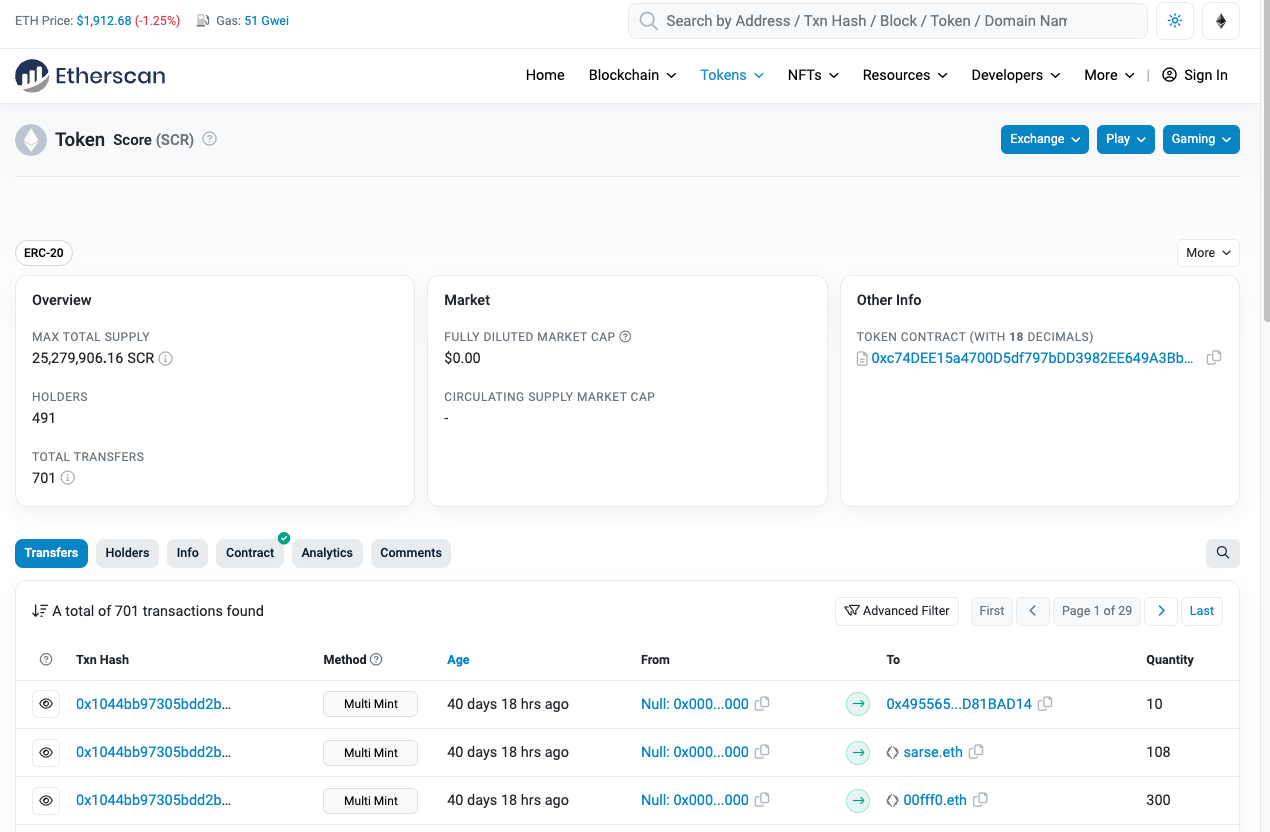 ETH Price: $1,912.68 (-1.25%) Gas: 51 Gwei
Search by Address / Txn Hash / Block / Token / Domain Nam
Etherscan
Home Blockchain Tokens NFTs Resources Developers More | Sign In
Token Score (SCR)
Exchange Play Gaming
ERC-20
More
Overview
MAX TOTAL SUPPLY
25,279,906.16 SCR
HOLDERS
491
TOTAL TRANSFERS
701
Market
FULLY DILUTED MARKET CAP
$0.00
CIRCULATING SUPPLY MARKET CAP
-
Other Info
TOKEN CONTRACT (WITH 18 DECIMALS)
0xc74DEE15a4700D5df797bDD3982EE649A3Bb...
Transfers Holders Info Contract Analytics Comments
A total of 701 transactions found
Advanced Filter First Page 1 of 29 Last
Txn Hash Method Age From To Quantity
0x1044bb97305bdd2b... Multi Mint 40 days 18 hrs ago Null: 0x000...000 0x495565...D81BAD14 10
0x1044bb97305bdd2b... Multi Mint 40 days 18 hrs ago Null: 0x000...000 sarse.eth 108
0x1044bb97305bdd2b... Multi Mint 40 days 18 hrs ago Null: 0x000...000 00fff0.eth 300